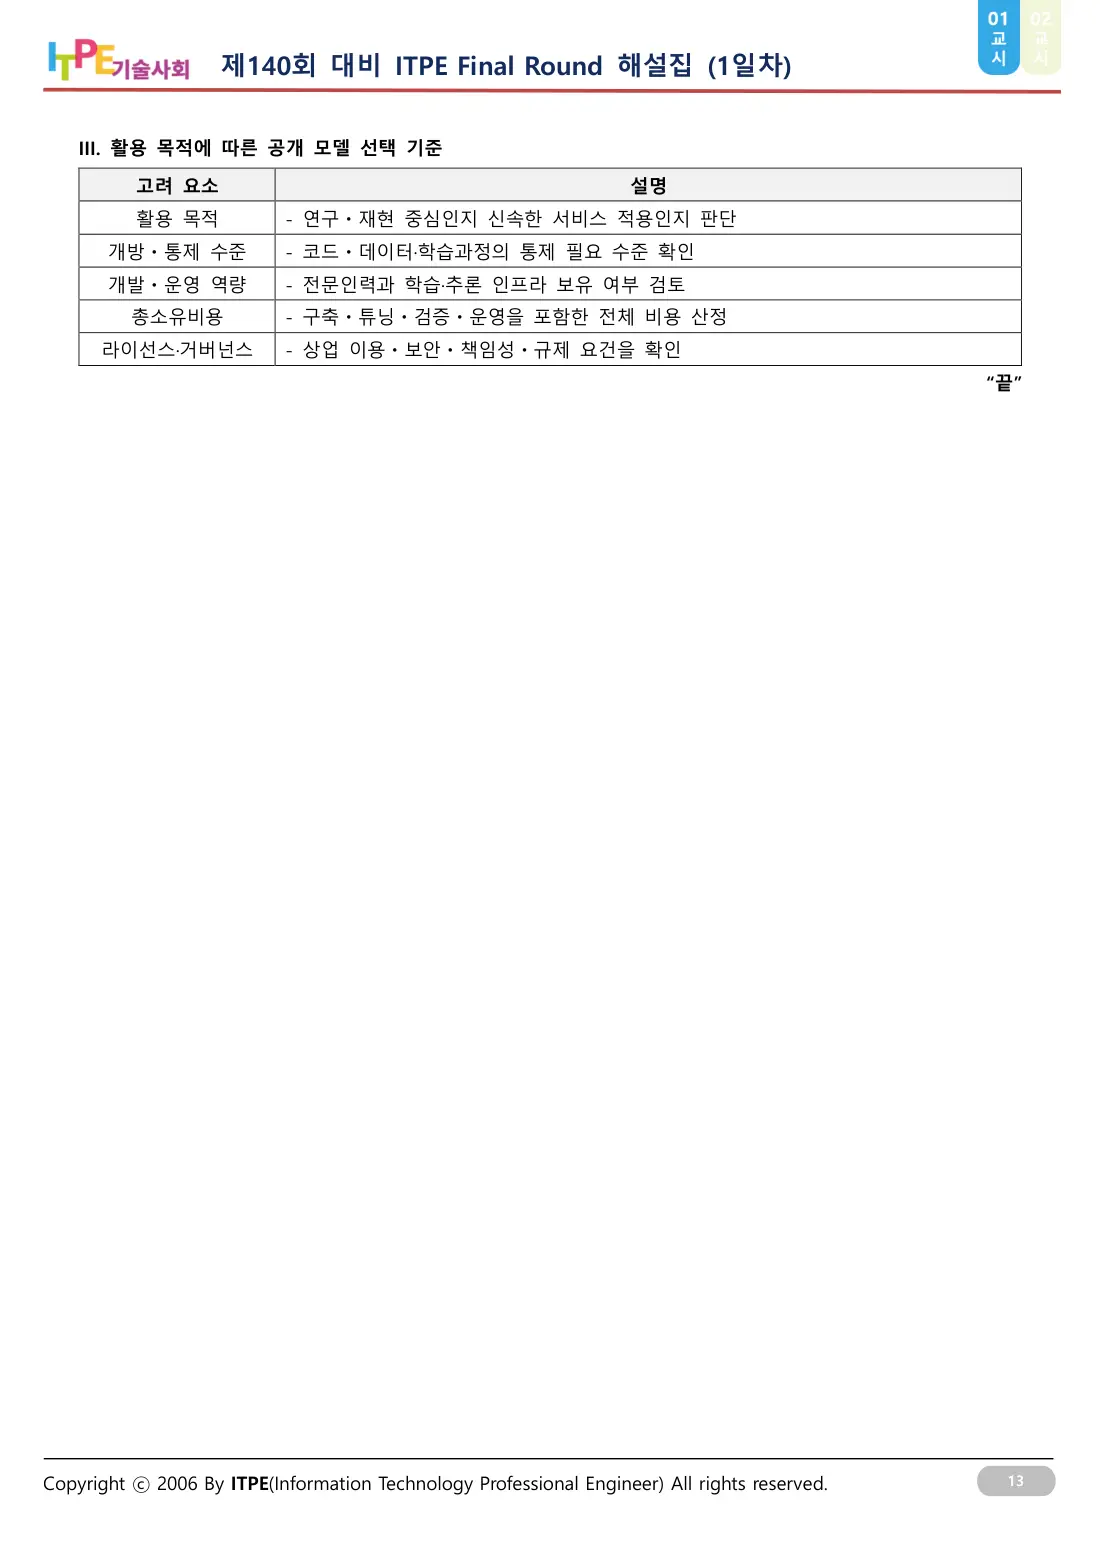 ITPE기술사회 제140회 대비 ITPE Final Round 해설집 (1일차)
01 교시
02 교시
III. 활용 목적에 따른 공개 모델 선택 기준
고려 요소 설명
활용 목적 - 연구・재현 중심인지 신속한 서비스 적용인지 판단
개방・통제 수준 - 코드・데이터·학습과정의 통제 필요 수준 확인
개발・운영 역량 - 전문인력과 학습·추론 인프라 보유 여부 검토
총소유비용 - 구축・튜닝・검증・운영을 포함한 전체 비용 산정
라이선스·거버넌스 - 상업 이용・보안・책임성・규제 요건을 확인
“끝”
Copyright ⓒ 2006 By ITPE(Information Technology Professional Engineer) All rights reserved.
13